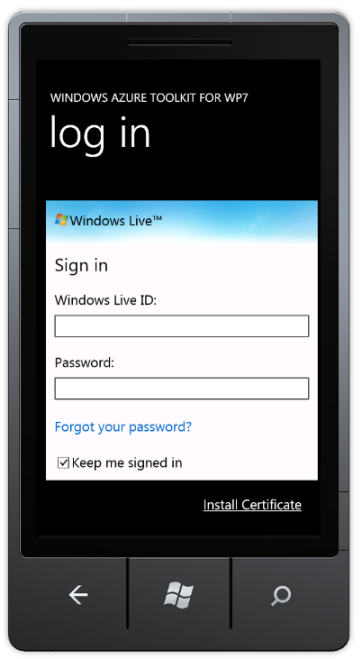 WINDOWS AZURE TOOLKIT FOR WP7
log in
Windows Live™
Sign in
Windows Live ID:
Password:
Forgot your password?
Keep me signed in
Install Certificate